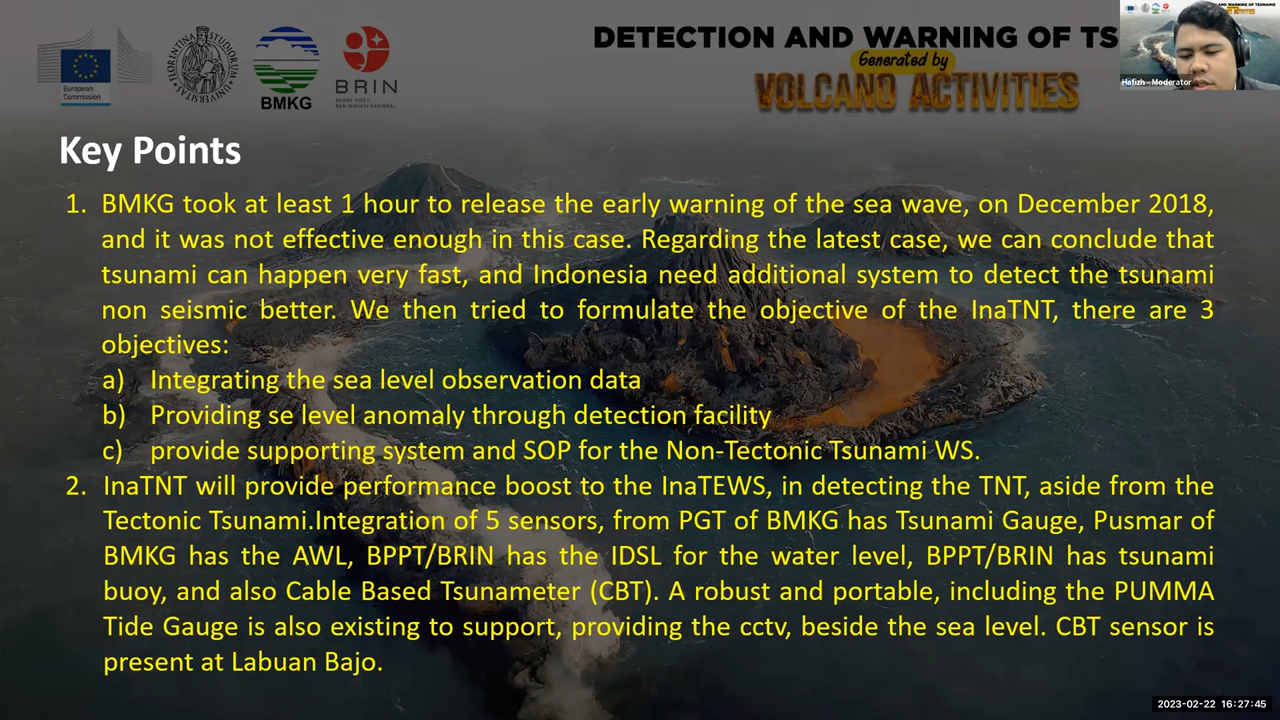 European
Commission
BMKG
BRIN
DETECTION AND WARNING OF TS
Generated by
VOLCANO ACTIVITIES
Hafizh - Moderator
Key Points
1. BMKG took at least 1 hour to release the early warning of the sea wave, on December 2018,
and it was not effective enough in this case. Regarding the latest case, we can conclude that
tsunami can happen very fast, and Indonesia need additional system to detect the tsunami
non seismic better. We then tried to formulate the objective of the InaTNT, there are 3
objectives:
a) Integrating the sea level observation data
b) Providing se level anomaly through detection facility
c) provide supporting system and SOP for the Non-Tectonic Tsunami WS.
2. InaTNT will provide performance boost to the InaTEWS, in detecting the TNT, aside from the
Tectonic Tsunami.Integration of 5 sensors, from PGT of BMKG has Tsunami Gauge, Pusmar of
BMKG has the AWL, BPPT/BRIN has the IDSL for the water level, BPPT/BRIN has tsunami
buoy, and also Cable Based Tsunameter (CBT). A robust and portable, including the PUMMA
Tide Gauge is also existing to support, providing the cctv, beside the sea level. CBT sensor is
present at Labuan Bajo.
2023-02-22 16:27:45